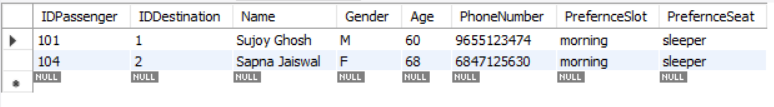 IDPassenger IDDestination Name Gender Age PhoneNumber PrefernceSlot PrefernceSeat
101 1 Sujoy Ghosh M 60 9655123474 morning sleeper
104 2 Sapna Jaiswal F 68 6847125630 morning sleeper
NULL NULL NULL NULL NULL NULL NULL NULL